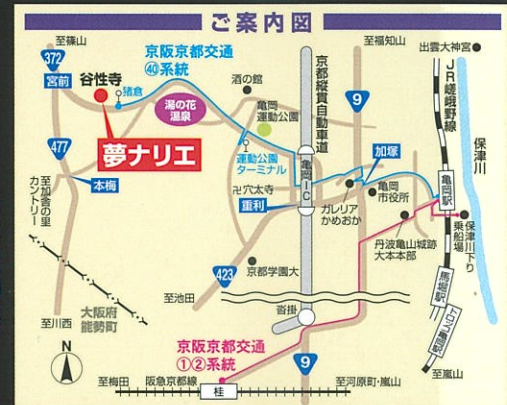 ご案内図
至篠山
372
宮前
谷性寺
猪倉
京阪京都交通
㊵系統
湯の花
温泉
夢ナリエ
酒の館
亀岡
運動公園
運動公園
ターミナル
京都縦貫自動車道
至福知山
9
出雲大神宮
JR嵯峨野線
保津川
477
本梅
至加舎の里
カントリー
卍穴太寺
重利
亀岡IC
加塚
ガレリア
かめおか
亀岡
市役所
亀岡駅
保津川下り
乗船場
丹波亀山城跡
大本本部
京都学園大
423
至池田
馬堀駅
トロッコ亀岡駅
大阪府
能勢町
至川西
沓掛
N
京阪京都交通
①②系統
9
至嵐山
至梅田
阪急京都線
桂
至河原町・嵐山